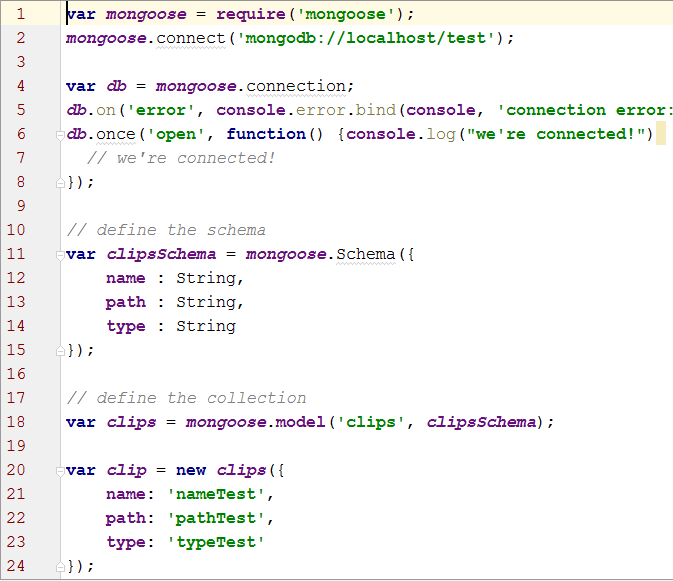 1 var mongoose = require('mongoose');
2 mongoose.connect('mongodb://localhost/test');
3
4 var db = mongoose.connection;
5 db.on('error', console.error.bind(console, 'connection error:
6 db.once('open', function() {console.log("we're connected!")
7   // we're connected!
8 });
9
10 // define the schema
11 var clipsSchema = mongoose.Schema({
12     name : String,
13     path : String,
14     type : String
15 });
16
17 // define the collection
18 var clips = mongoose.model('clips', clipsSchema);
19
20 var clip = new clips({
21     name: 'nameTest',
22     path: 'pathTest',
23     type: 'typeTest'
24 });